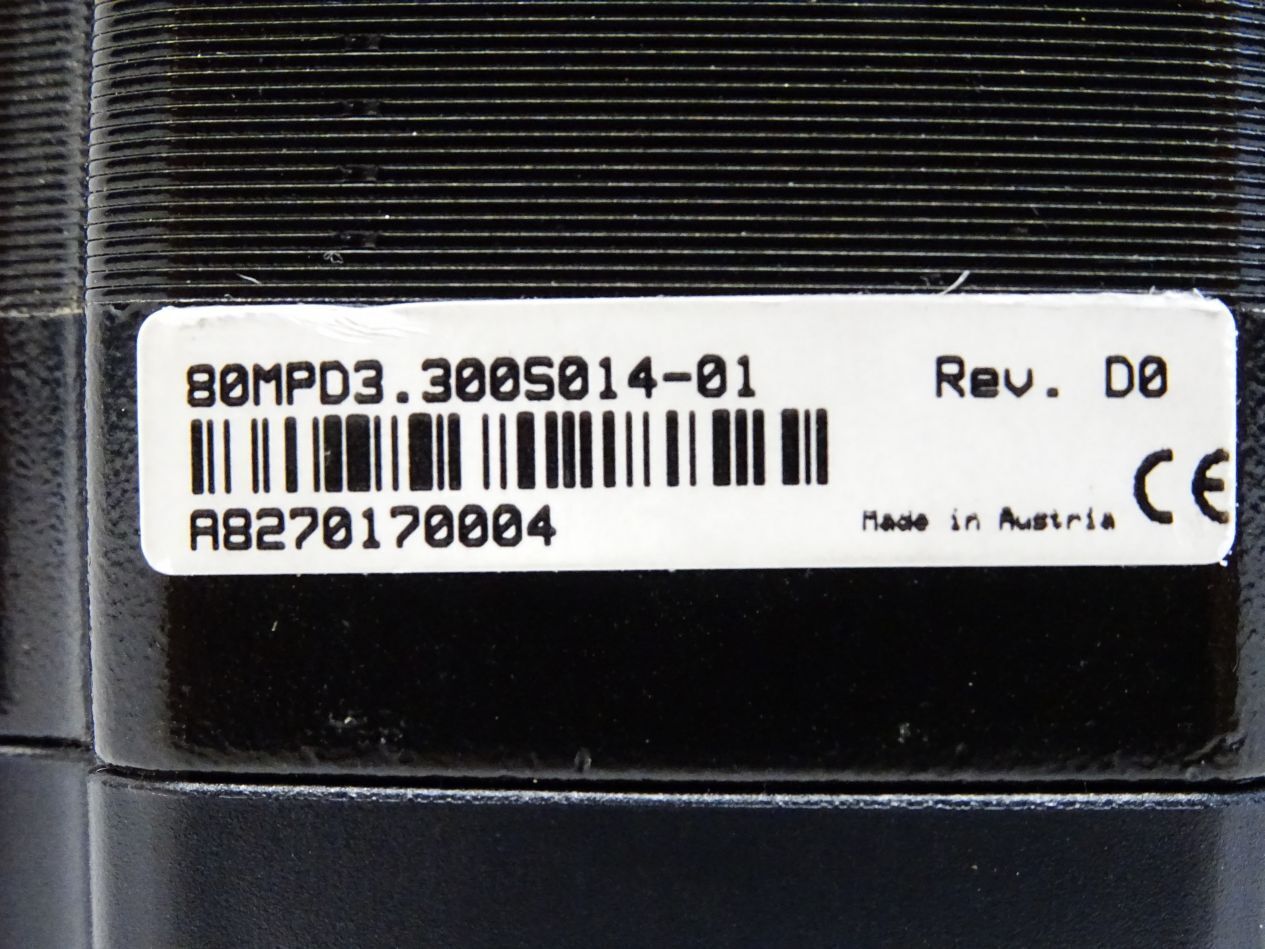 80MPD3.300S014-01 Rev. D0
A8270170004
Made in Austria CE